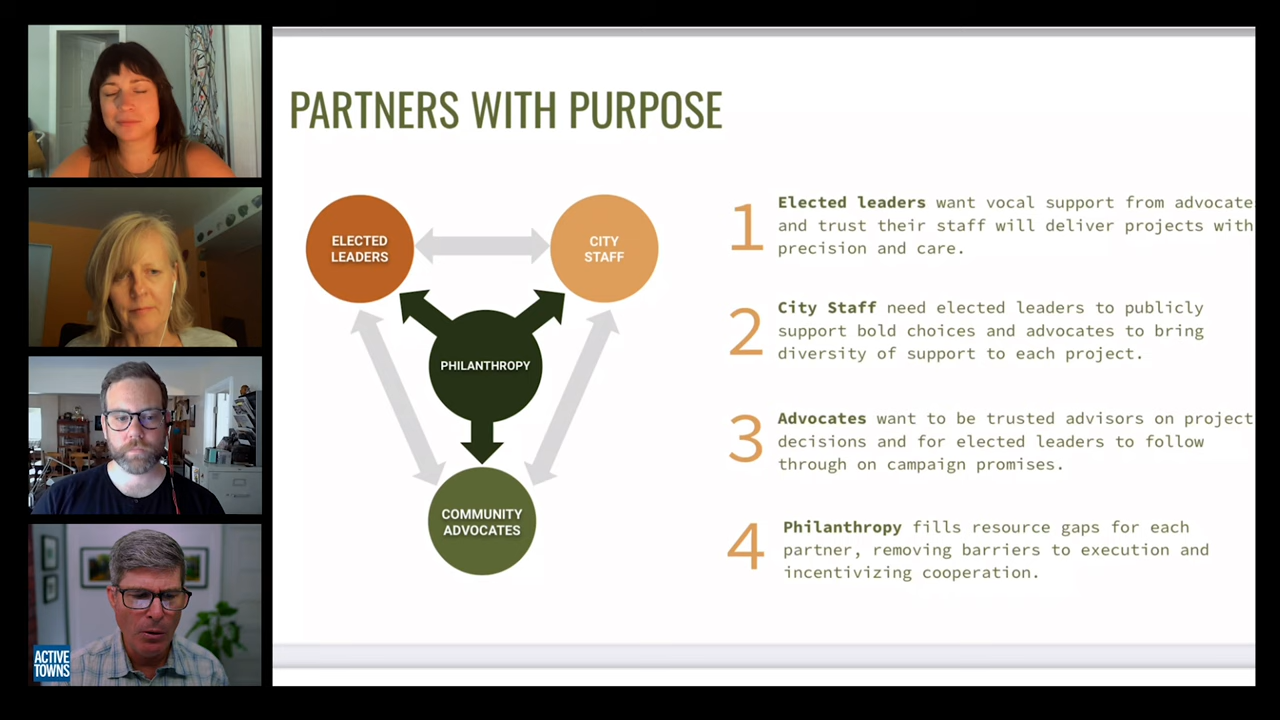 PARTNERS WITH PURPOSE
ELECTED
LEADERS
CITY
STAFF
PHILANTHROPY
COMMUNITY
ADVOCATES
1
Elected leaders want vocal support from advocates
and trust their staff will deliver projects with
precision and care.
2
City Staff need elected leaders to publicly
support bold choices and advocates to bring
diversity of support to each project.
3
Advocates want to be trusted advisors on project
decisions and for elected leaders to follow
through on campaign promises.
4
Philanthropy fills resource gaps for each
partner, removing barriers to execution and
incentivizing cooperation.
ACTIVE
TOWNS